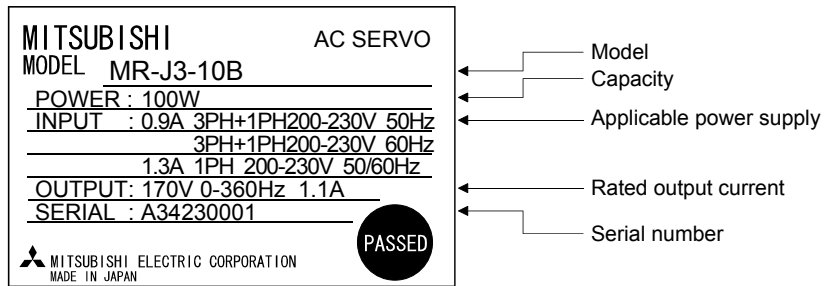 MITSUBISHI AC SERVO
MODEL MR-J3-10B
POWER : 100W
INPUT : 0.9A 3PH+1PH200-230V 50Hz
3PH+1PH200-230V 60Hz
1.3A 1PH 200-230V 50/60Hz
OUTPUT: 170V 0-360Hz 1.1A
SERIAL : A34230001
PASSED
MITSUBISHI ELECTRIC CORPORATION
MADE IN JAPAN
Model
Capacity
Applicable power supply
Rated output current
Serial number